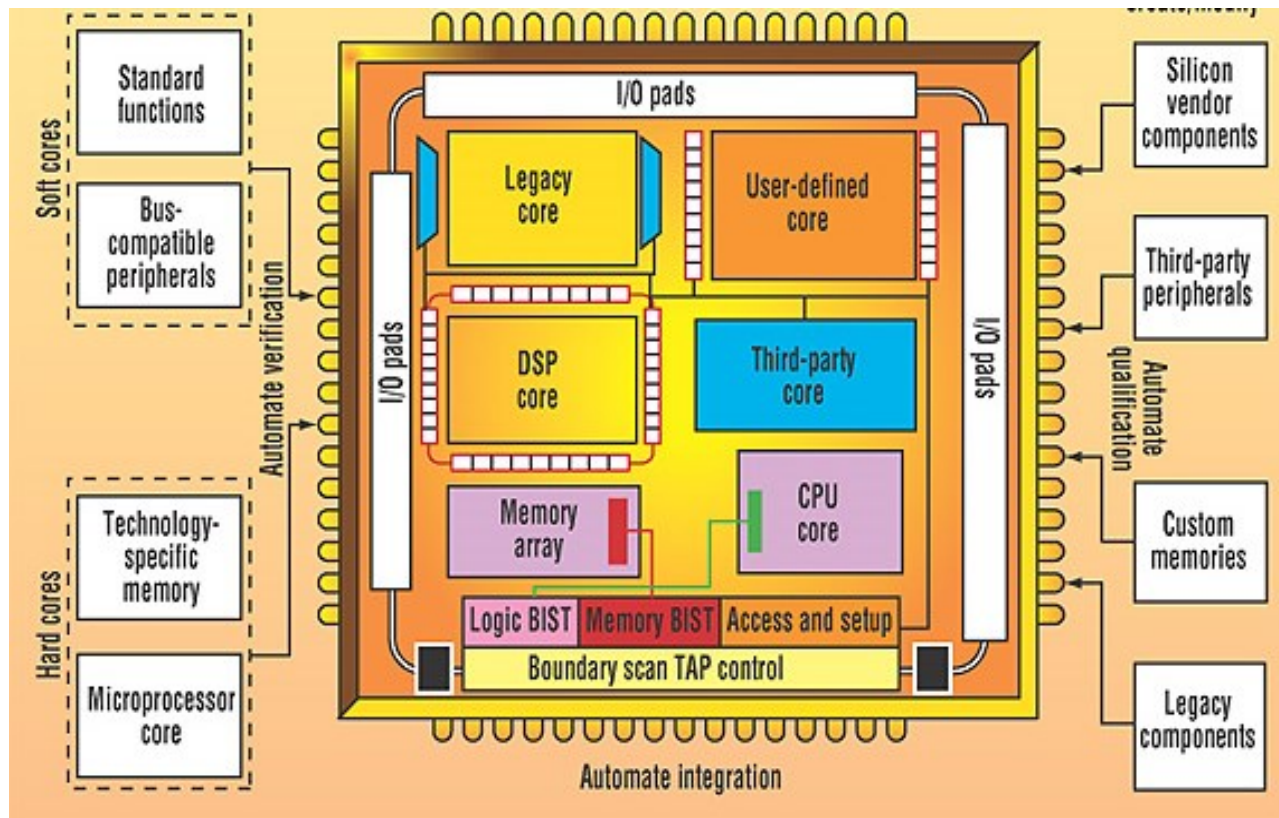 create/modify
Standard
functions
Bus-
compatible
peripherals
Soft cores
Technology-
specific
memory
Microprocessor
core
Hard cores
Automate verification
I/O pads
I/O pads
I/O pads
Legacy
core
User-defined
core
DSP
core
Third-party
core
Memory
array
CPU
core
Logic BIST
Memory BIST
Access and setup
Boundary scan TAP control
Automate integration
Silicon
vendor
components
Third-party
peripherals
Automate
qualification
Custom
memories
Legacy
components